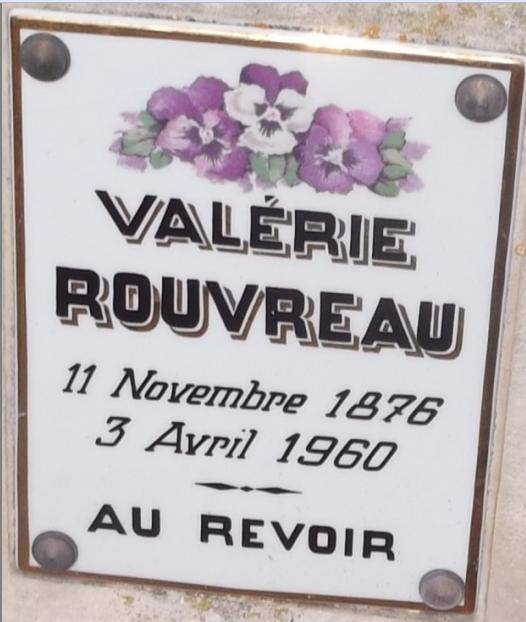 VALÉRIE
ROUVREAU
11 Novembre 1876
3 Avril 1960
AU REVOIR